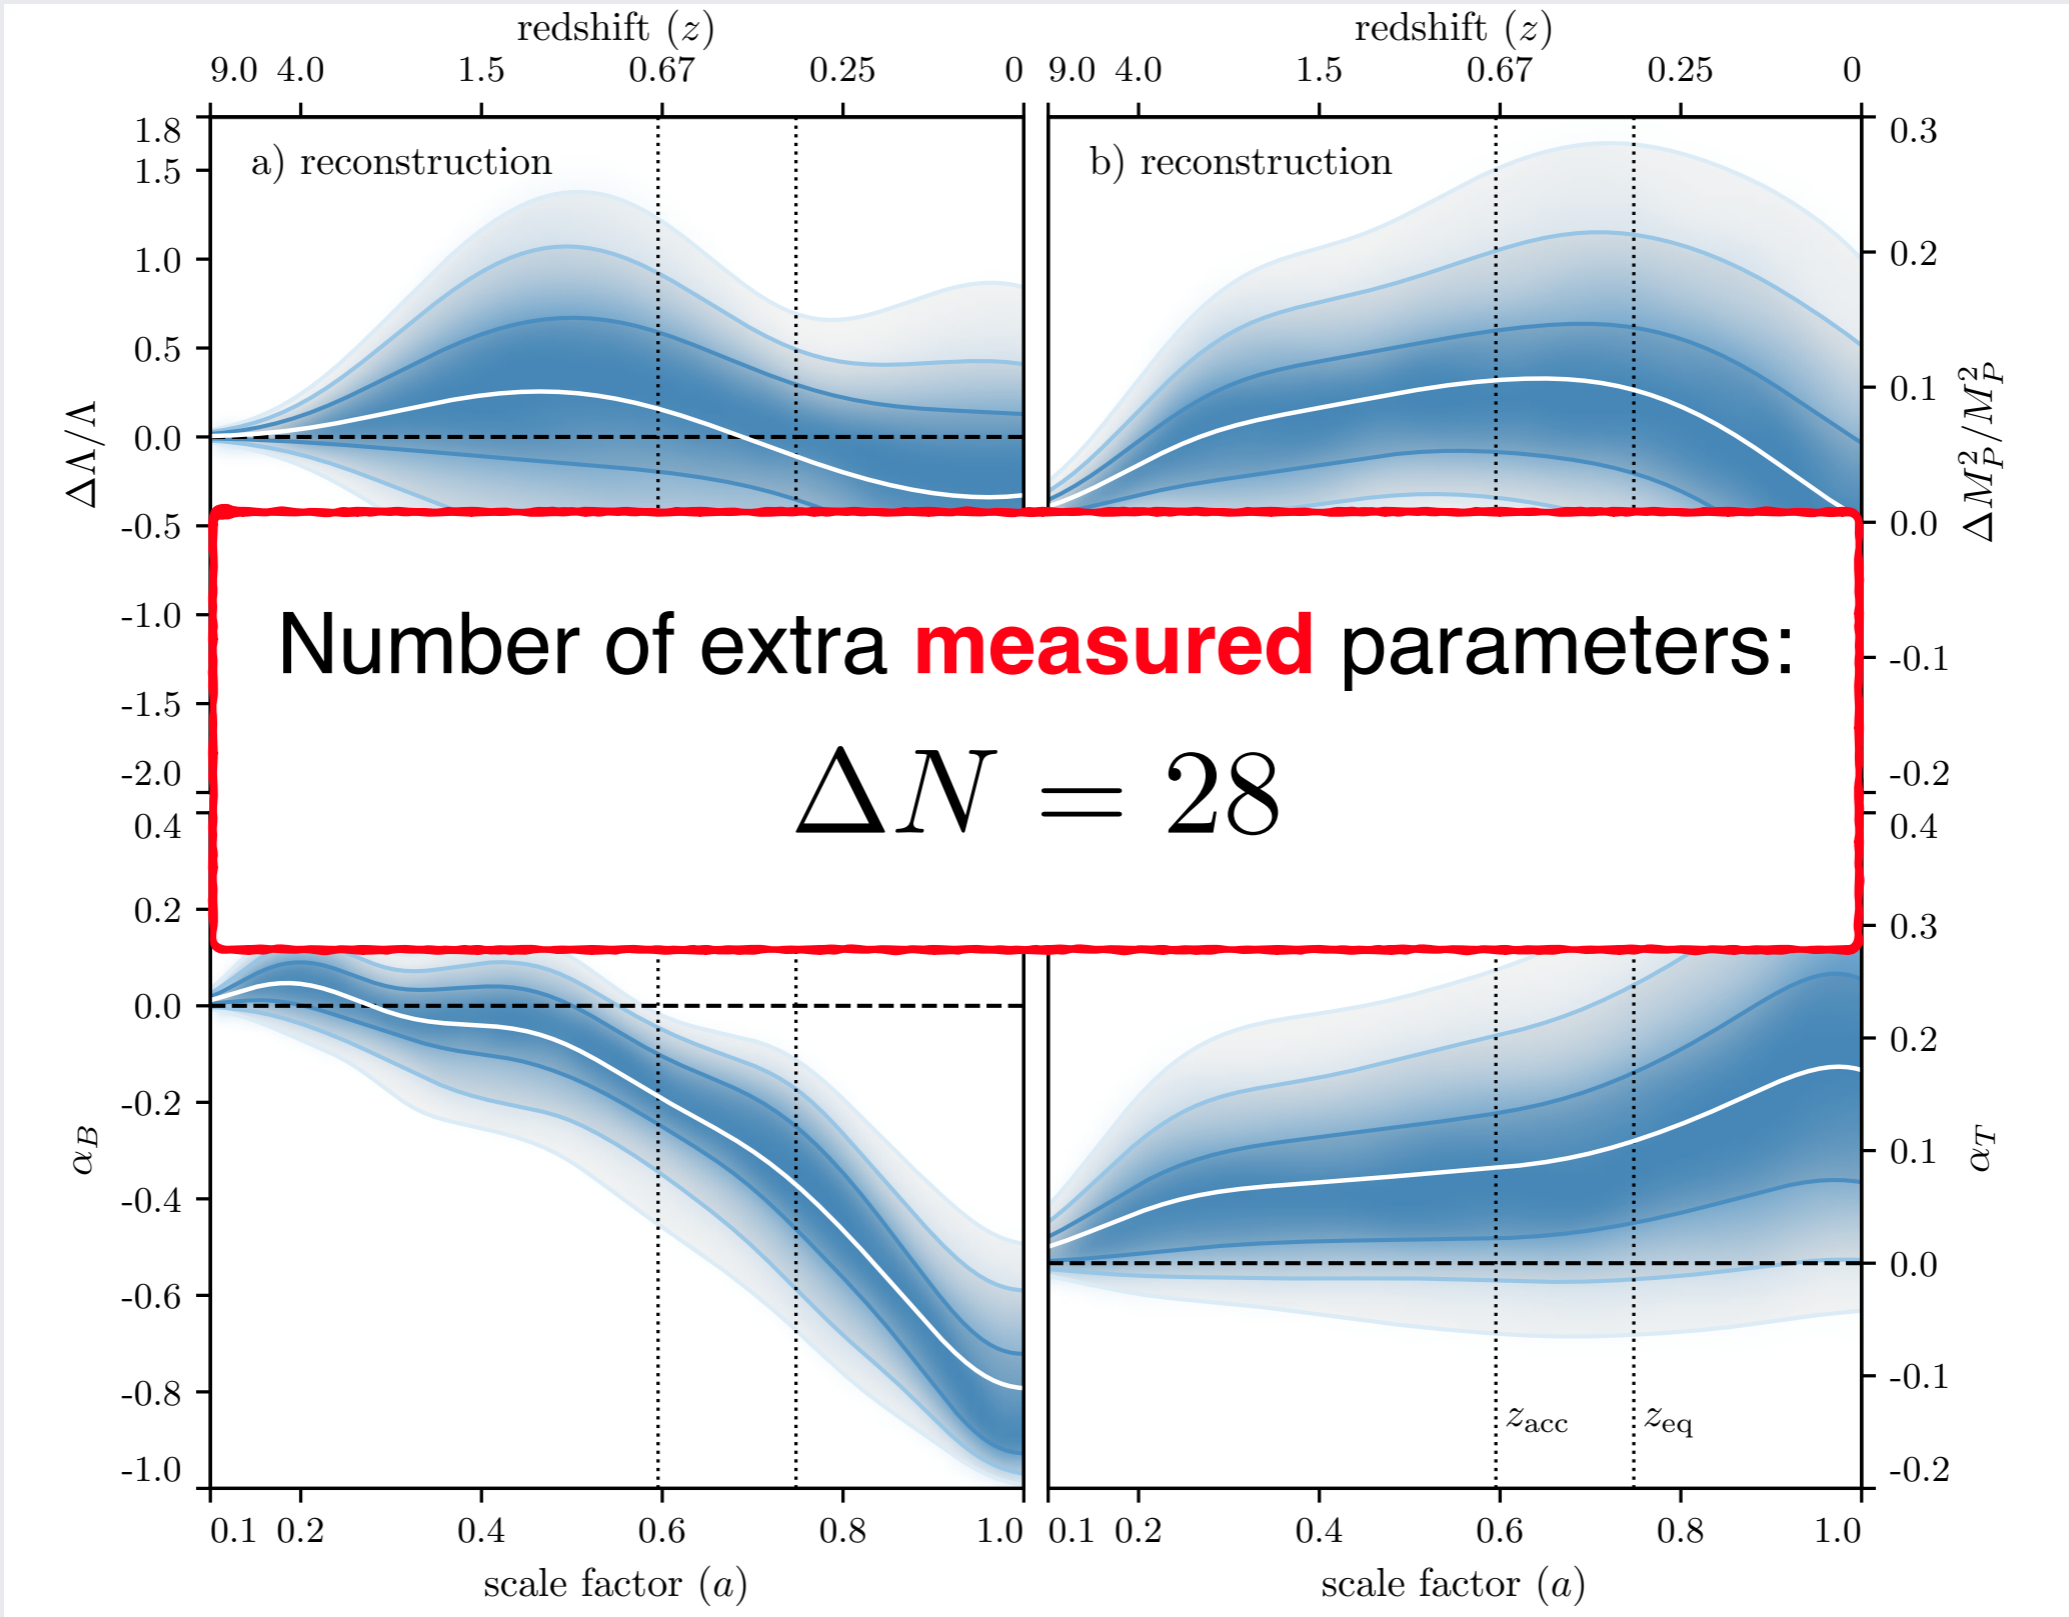 redshift (z)
9.0 4.0 1.5 0.67 0.25 0
redshift (z)
9.0 4.0 1.5 0.67 0.25 0
a) reconstruction
b) reconstruction
1.8
1.5
1.0
0.5
0.0
-0.5
-1.0
-1.5
-2.0
ΔΛ/Λ
0.3
0.2
0.1
0.0
-0.1
-0.2
ΔM_P^2/M_P^2
Number of extra measured parameters:
ΔN = 28
0.4
0.2
0.0
-0.2
-0.4
-0.6
-0.8
-1.0
α_B
0.4
0.3
0.2
0.1
0.0
-0.1
-0.2
α_T
z_acc
z_eq
0.1 0.2 0.4 0.6 0.8 1.0
scale factor (a)
0.1 0.2 0.4 0.6 0.8 1.0
scale factor (a)